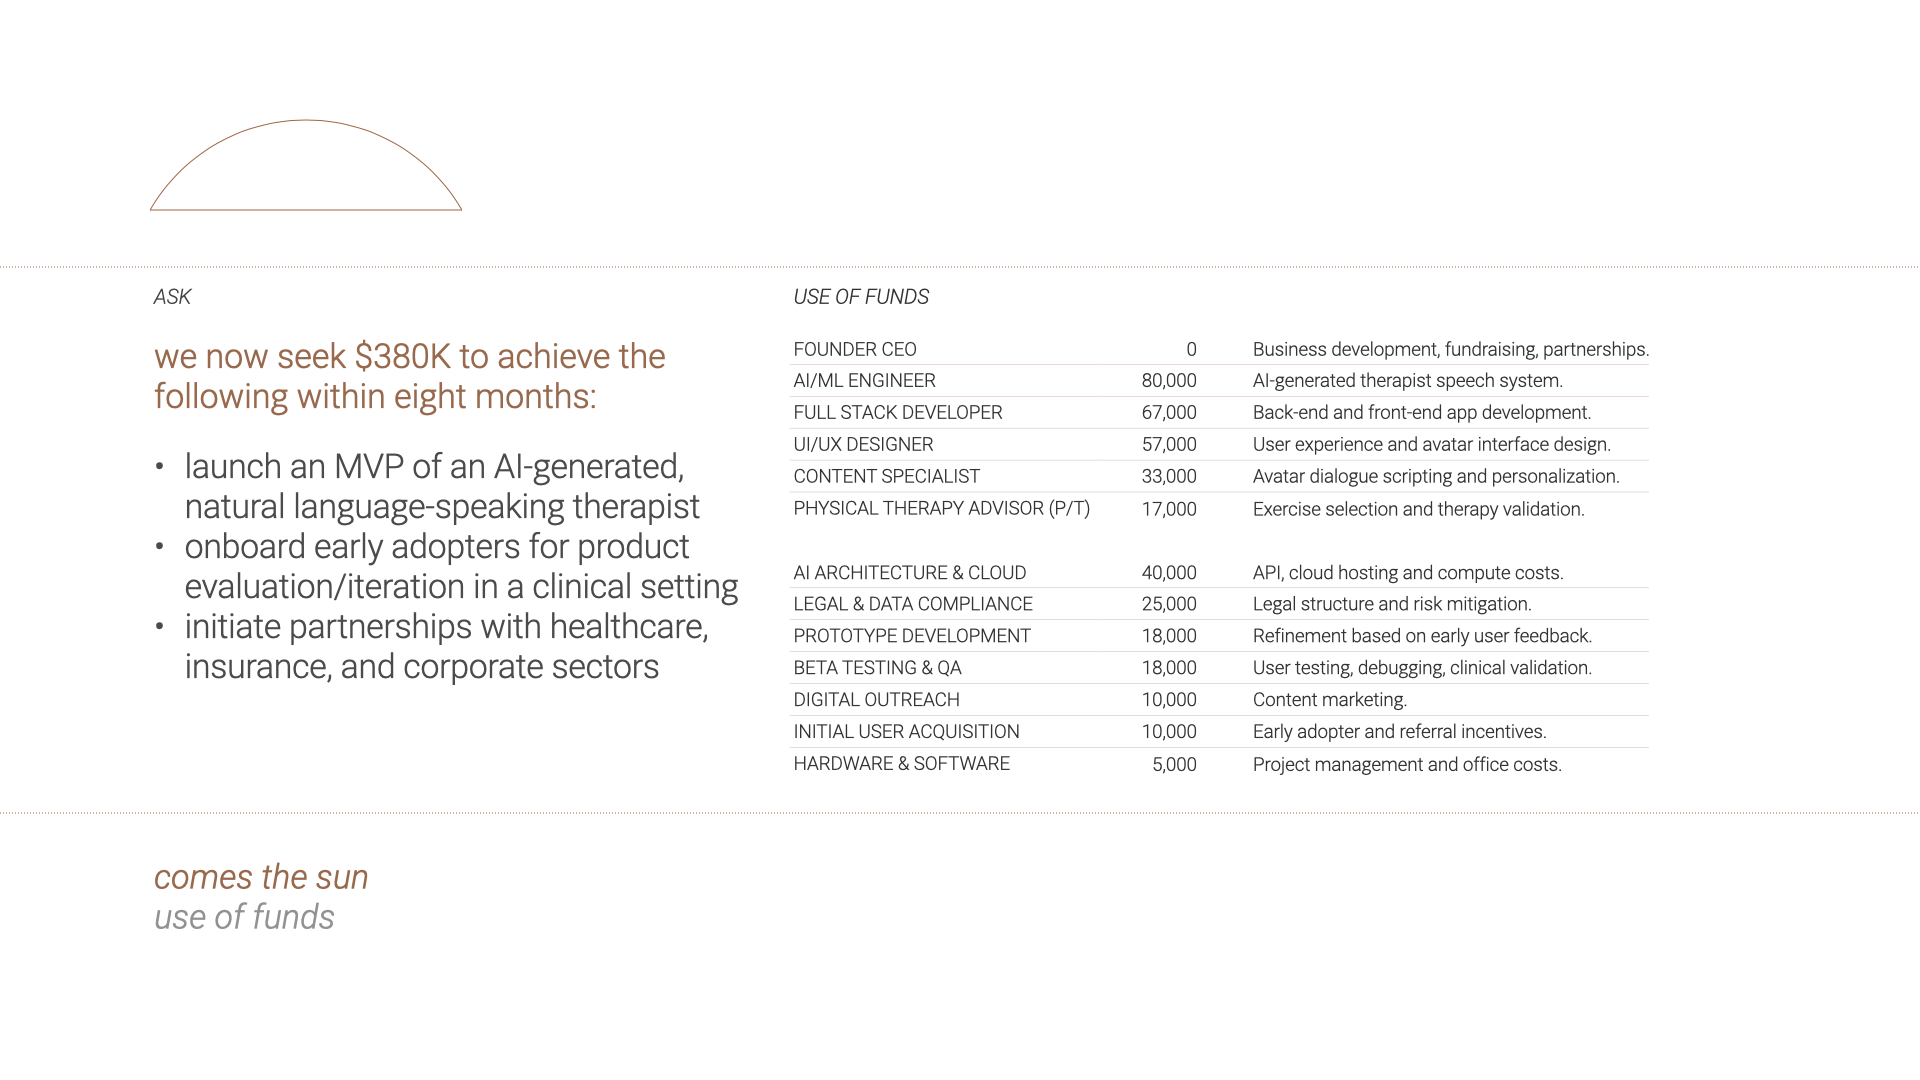 ASK
we now seek $380K to achieve the
following within eight months:
• launch an MVP of an AI-generated,
natural language-speaking therapist
• onboard early adopters for product
evaluation/iteration in a clinical setting
• initiate partnerships with healthcare,
insurance, and corporate sectors
USE OF FUNDS
FOUNDER CEO 0 Business development, fundraising, partnerships.
AI/ML ENGINEER 80,000 AI-generated therapist speech system.
FULL STACK DEVELOPER 67,000 Back-end and front-end app development.
UI/UX DESIGNER 57,000 User experience and avatar interface design.
CONTENT SPECIALIST 33,000 Avatar dialogue scripting and personalization.
PHYSICAL THERAPY ADVISOR (P/T) 17,000 Exercise selection and therapy validation.
AI ARCHITECTURE & CLOUD 40,000 API, cloud hosting and compute costs.
LEGAL & DATA COMPLIANCE 25,000 Legal structure and risk mitigation.
PROTOTYPE DEVELOPMENT 18,000 Refinement based on early user feedback.
BETA TESTING & QA 18,000 User testing, debugging, clinical validation.
DIGITAL OUTREACH 10,000 Content marketing.
INITIAL USER ACQUISITION 10,000 Early adopter and referral incentives.
HARDWARE & SOFTWARE 5,000 Project management and office costs.
comes the sun
use of funds